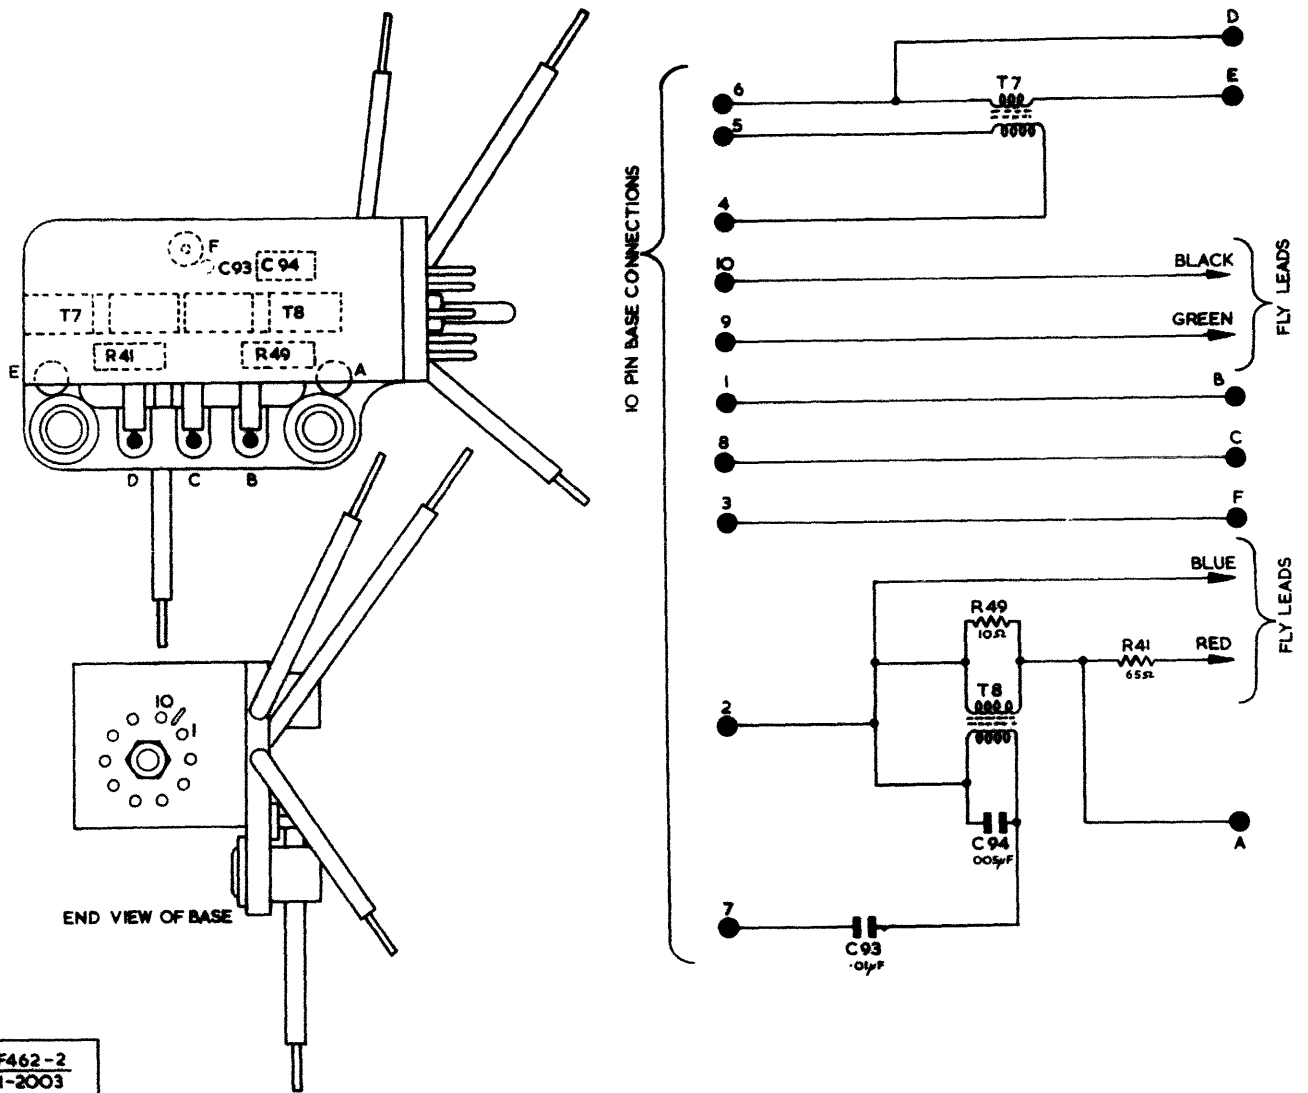 F
C93
C94
T7
T8
R41
R49
E
A
D
C
B
10
1
END VIEW OF BASE
F462-2
1-2003
10 PIN BASE CONNECTIONS
D
6
T7
E
5
4
10
BLACK
9
GREEN
FLY LEADS
1
B
8
C
3
F
BLUE
R49
10Ω
R41
65Ω
RED
FLY LEADS
T8
2
C94
.005µF
A
7
C93
.01µF